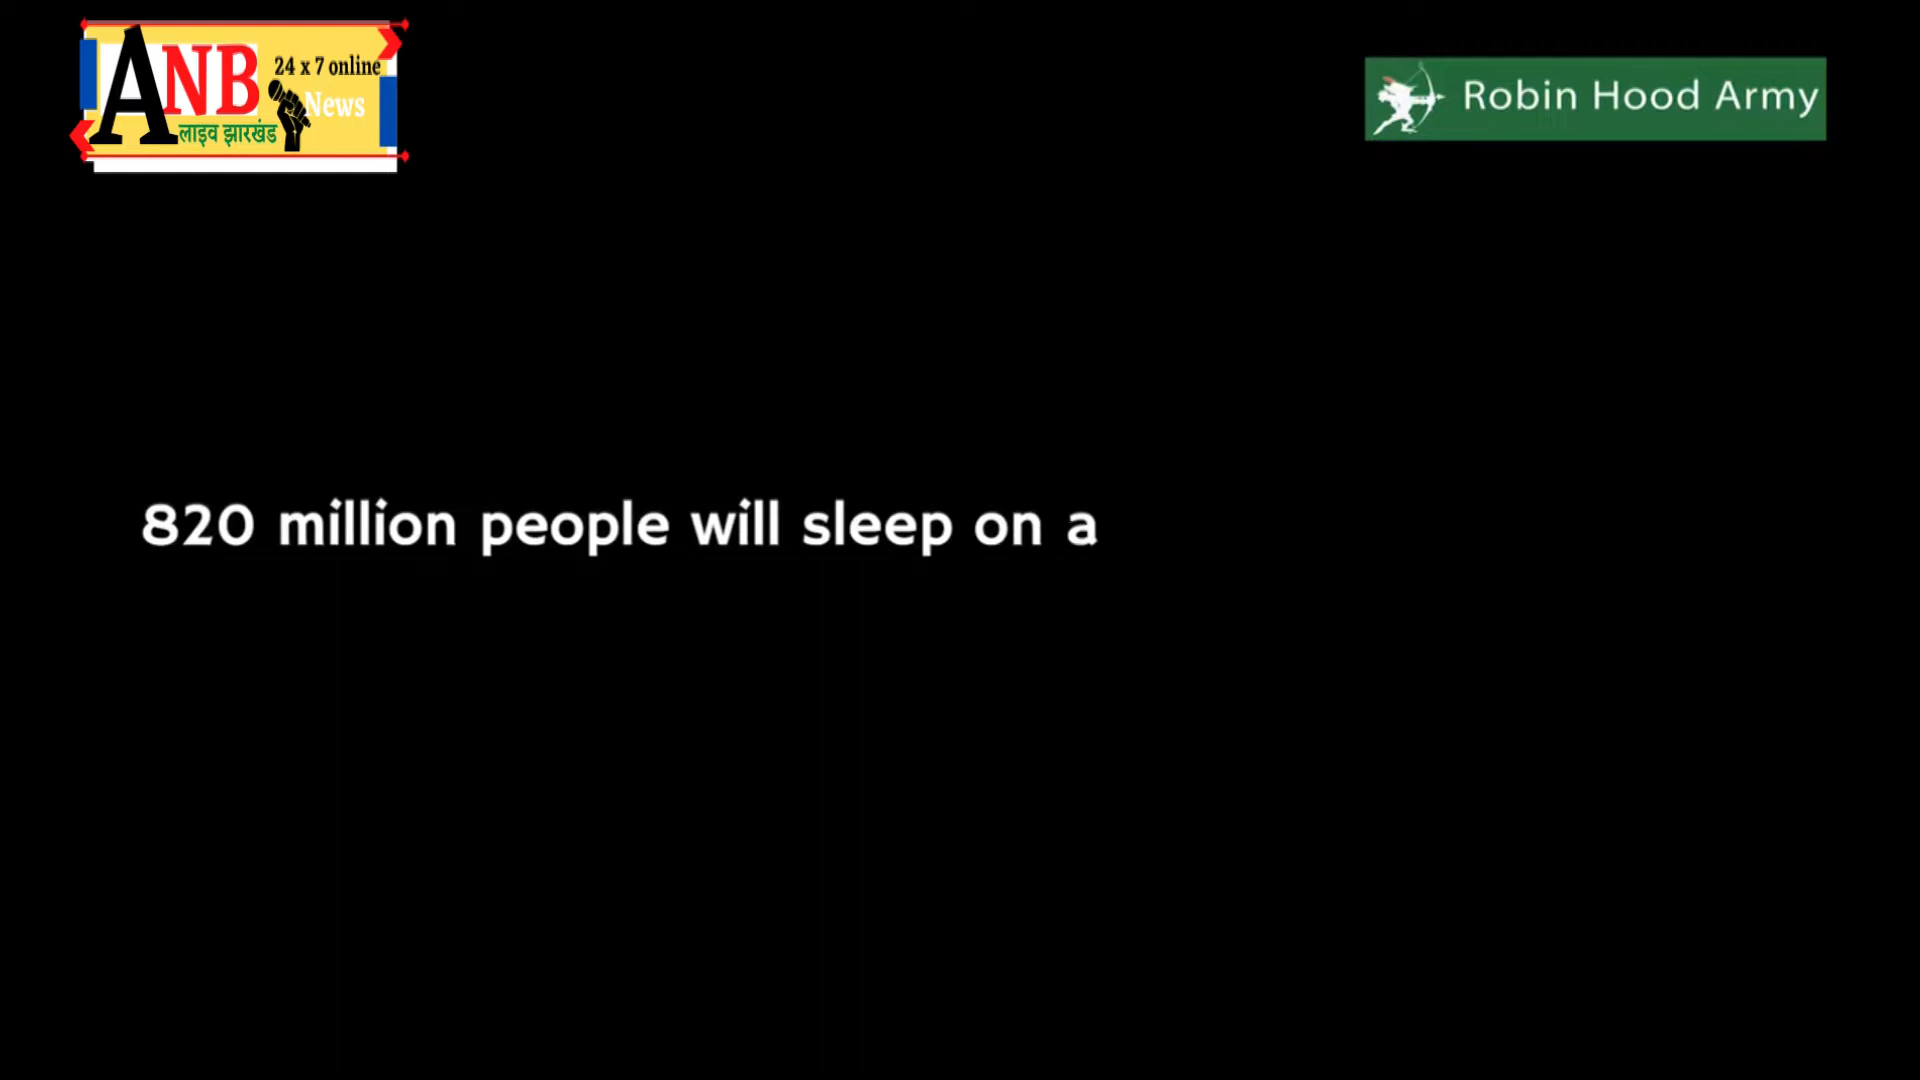 ANB
24 x 7 online
News
लाइव झारखंड
Robin Hood Army
820 million people will sleep on a